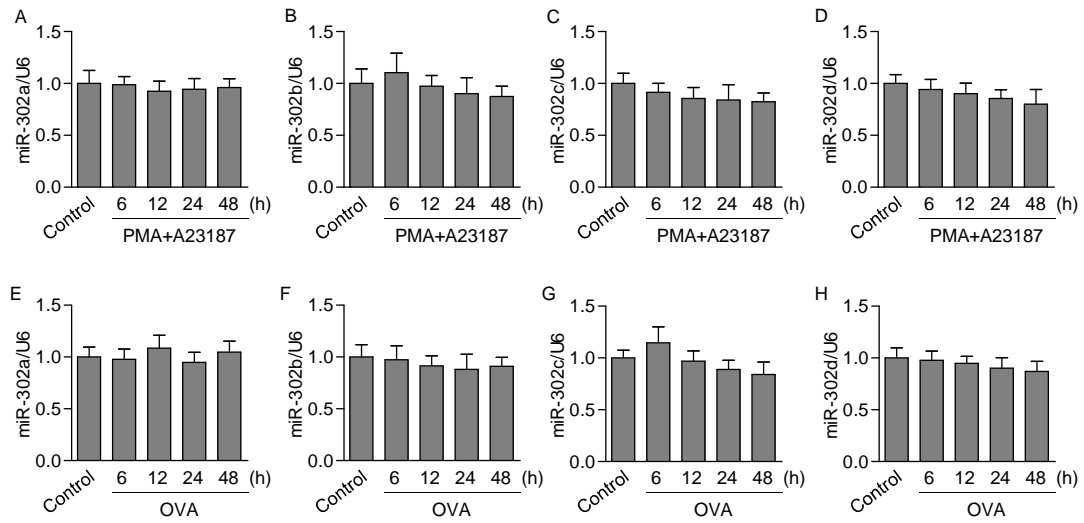 A
miR-302a/U6
1.5
1.0
0.5
0.0
Control 6 12 24 48 (h)
PMA+A23187
B
miR-302b/U6
1.5
1.0
0.5
0.0
Control 6 12 24 48 (h)
PMA+A23187
C
miR-302c/U6
1.5
1.0
0.5
0.0
Control 6 12 24 48 (h)
PMA+A23187
D
miR-302d/U6
1.5
1.0
0.5
0.0
Control 6 12 24 48 (h)
PMA+A23187
E
miR-302a/U6
1.5
1.0
0.5
0.0
Control 6 12 24 48 (h)
OVA
F
miR-302b/U6
1.5
1.0
0.5
0.0
Control 6 12 24 48 (h)
OVA
G
miR-302c/U6
1.5
1.0
0.5
0.0
Control 6 12 24 48 (h)
OVA
H
miR-302d/U6
1.5
1.0
0.5
0.0
Control 6 12 24 48 (h)
OVA